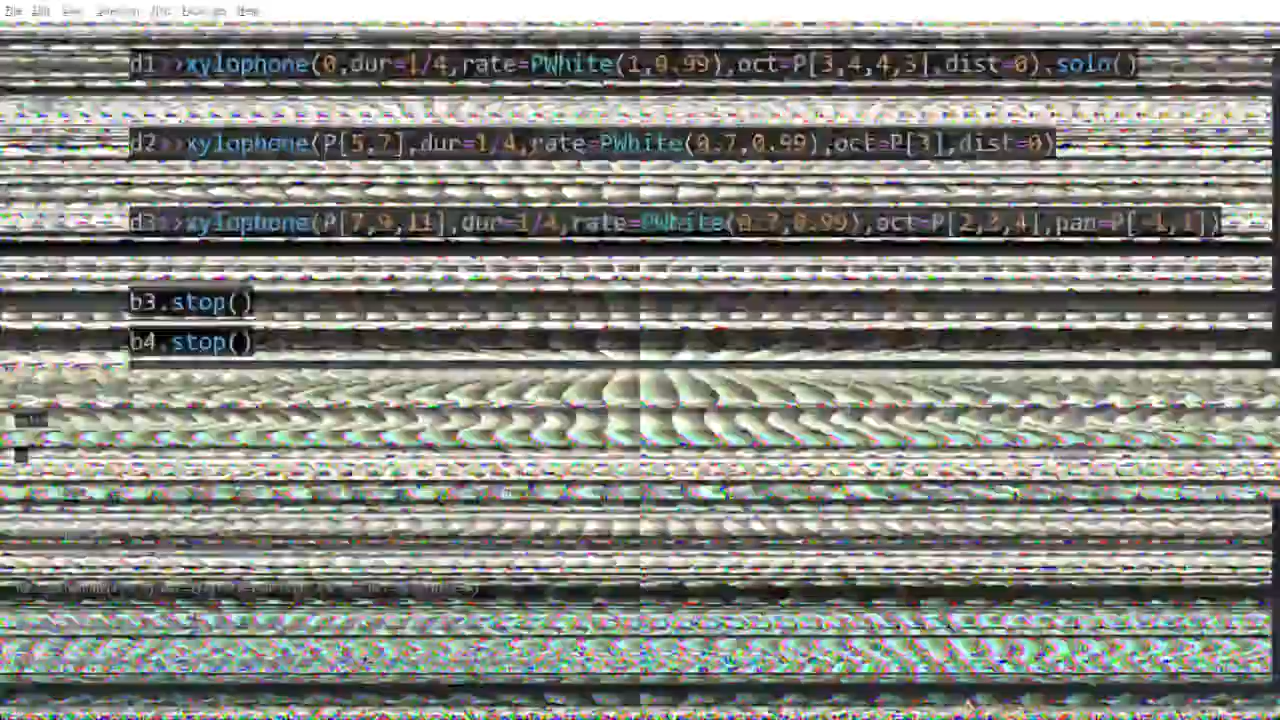 d1>>xylophone(0,dur=1/4,rate=PWhite(1,0.99),oct=P[3,4,4,3],dist=0).solo()
d2>>xylophone(P[5,7],dur=1/4,rate=PWhite(0.7,0.99),oct=P[3],dist=0)
d3>>xylophone(P[7,9,11],dur=1/4,rate=PWhite(0.7,0.99),oct=P[2,3,4],pan=P[-1,1])
b3.stop()
b4.stop()